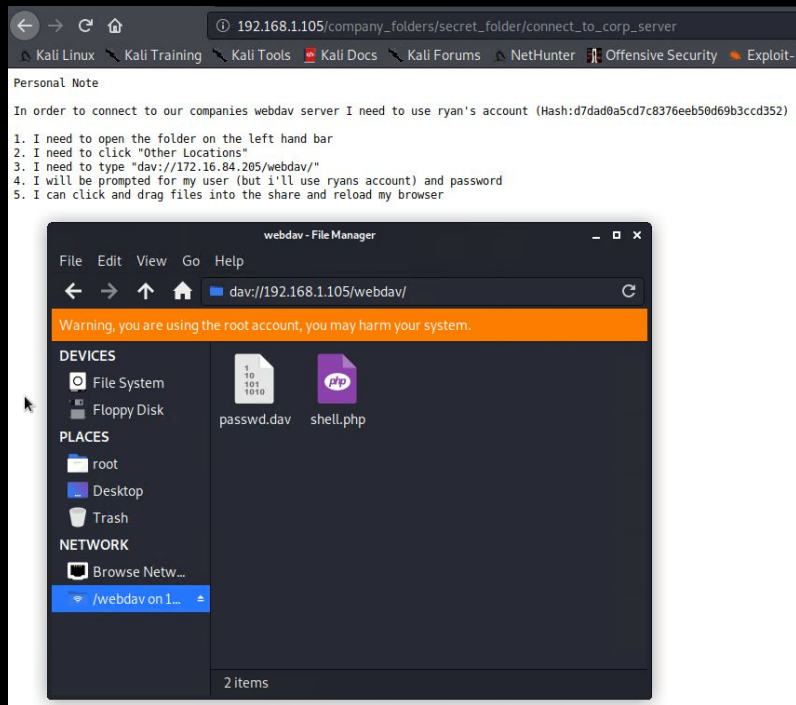 192.168.1.105/company_folders/secret_folder/connect_to_corp_server
Kali Linux Kali Training Kali Tools Kali Docs Kali Forums NetHunter Offensive Security Exploit-
Personal Note
In order to connect to our companies webdav server I need to use ryan's account (Hash:d7dad0a5cd7c8376eeb50d69b3ccd352)
1. I need to open the folder on the left hand bar
2. I need to click "Other Locations"
3. I need to type "dav://172.16.84.205/webdav/"
4. I will be prompted for my user (but i'll use ryans account) and password
5. I can click and drag files into the share and reload my browser
webdav - File Manager
File Edit View Go Help
dav://192.168.1.105/webdav/
Warning, you are using the root account, you may harm your system.
DEVICES
File System
Floppy Disk
PLACES
root
Desktop
Trash
NETWORK
Browse Netw...
/webdav on 1...
1
10
101
1010
php
passwd.dav shell.php
2 items